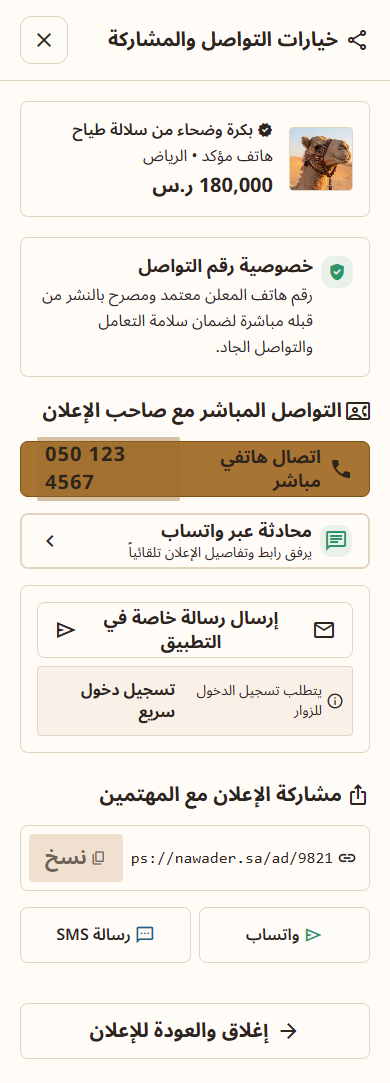 خيارات التواصل والمشاركة
بكرة وضحاء من سلالة طياح
هاتف مؤكد • الرياض
180,000 ر.س
خصوصية رقم التواصل
رقم هاتف المعلن معتمد ومصرح بالنشر من
قبله مباشرة لضمان سلامة التعامل
والتواصل الجاد.
التواصل المباشر مع صاحب الإعلان
اتصال هاتفي
مباشر
050 123
4567
محادثة عبر واتساب
يرفق رابط وتفاصيل الإعلان تلقائياً
إرسال رسالة خاصة في
التطبيق
يتطلب تسجيل الدخول
للزوار
تسجيل دخول
سريع
مشاركة الإعلان مع المهتمين
ps://nawader.sa/ad/9821
نسخ
واتساب
رسالة SMS
إغلاق والعودة للإعلان